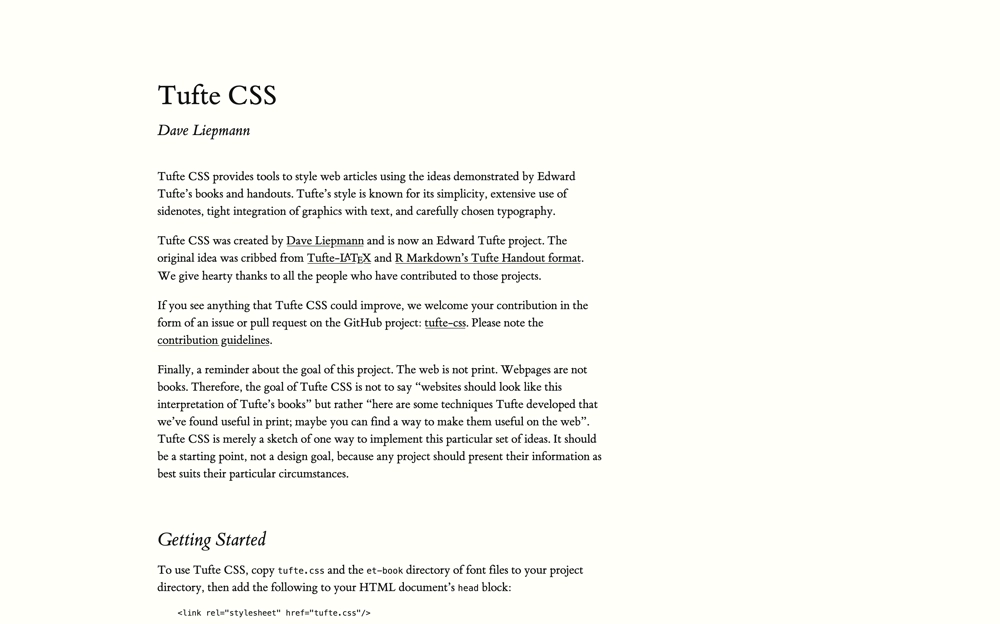 Tufte CSS
Dave Liepmann
Tufte CSS provides tools to style web articles using the ideas demonstrated by Edward
Tufte’s books and handouts. Tufte’s style is known for its simplicity, extensive use of
sidenotes, tight integration of graphics with text, and carefully chosen typography.
Tufte CSS was created by Dave Liepmann and is now an Edward Tufte project. The
original idea was cribbed from Tufte-LATEX and R Markdown’s Tufte Handout format.
We give hearty thanks to all the people who have contributed to those projects.
If you see anything that Tufte CSS could improve, we welcome your contribution in the
form of an issue or pull request on the GitHub project: tufte-css. Please note the
contribution guidelines.
Finally, a reminder about the goal of this project. The web is not print. Webpages are not
books. Therefore, the goal of Tufte CSS is not to say “websites should look like this
interpretation of Tufte’s books” but rather “here are some techniques Tufte developed that
we’ve found useful in print; maybe you can find a way to make them useful on the web”.
Tufte CSS is merely a sketch of one way to implement this particular set of ideas. It should
be a starting point, not a design goal, because any project should present their information as
best suits their particular circumstances.
Getting Started
To use Tufte CSS, copy tufte.css and the et-book directory of font files to your project
directory, then add the following to your HTML document’s head block:
<link rel="stylesheet" href="tufte.css"/>